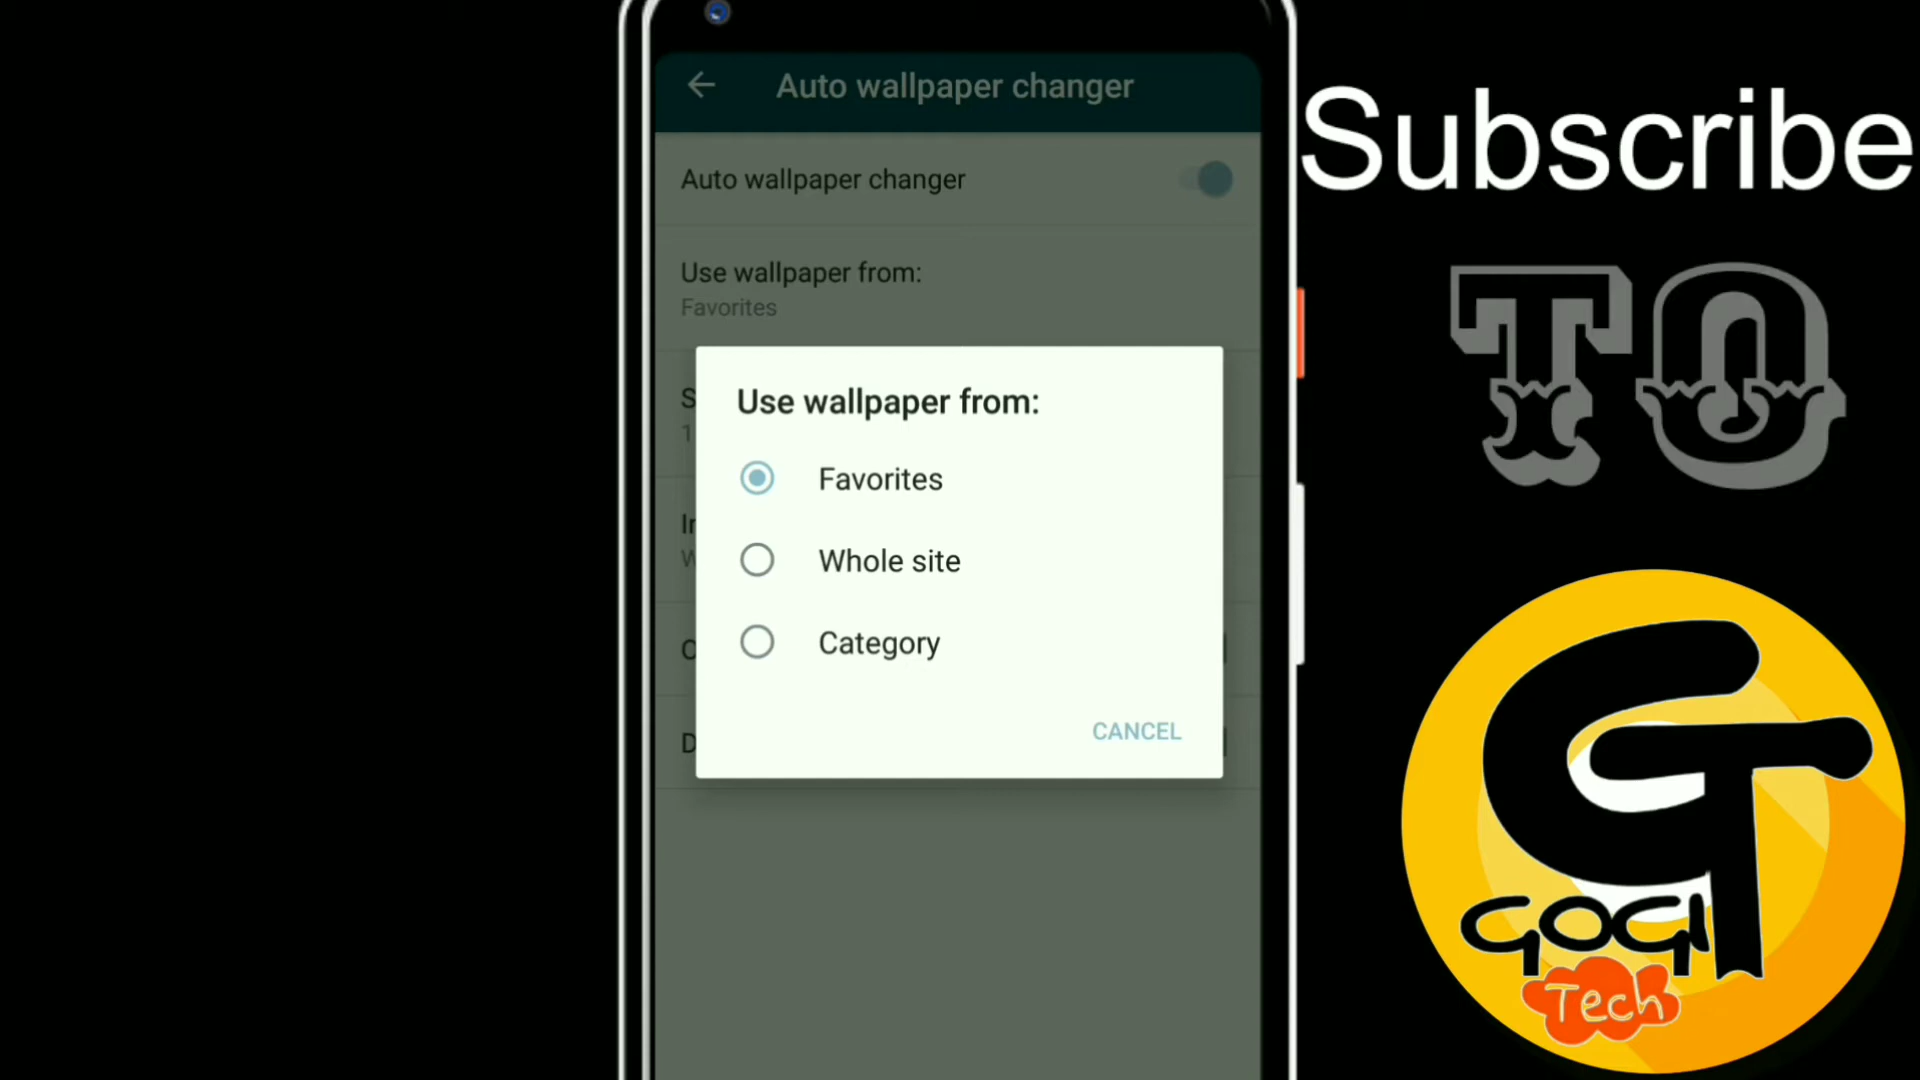 Auto wallpaper changer
Auto wallpaper changer
Use wallpaper from:
Favorites
Use wallpaper from:
Favorites
Whole site
Category
CANCEL
Subscribe
TO
GT
GOGI
Tech